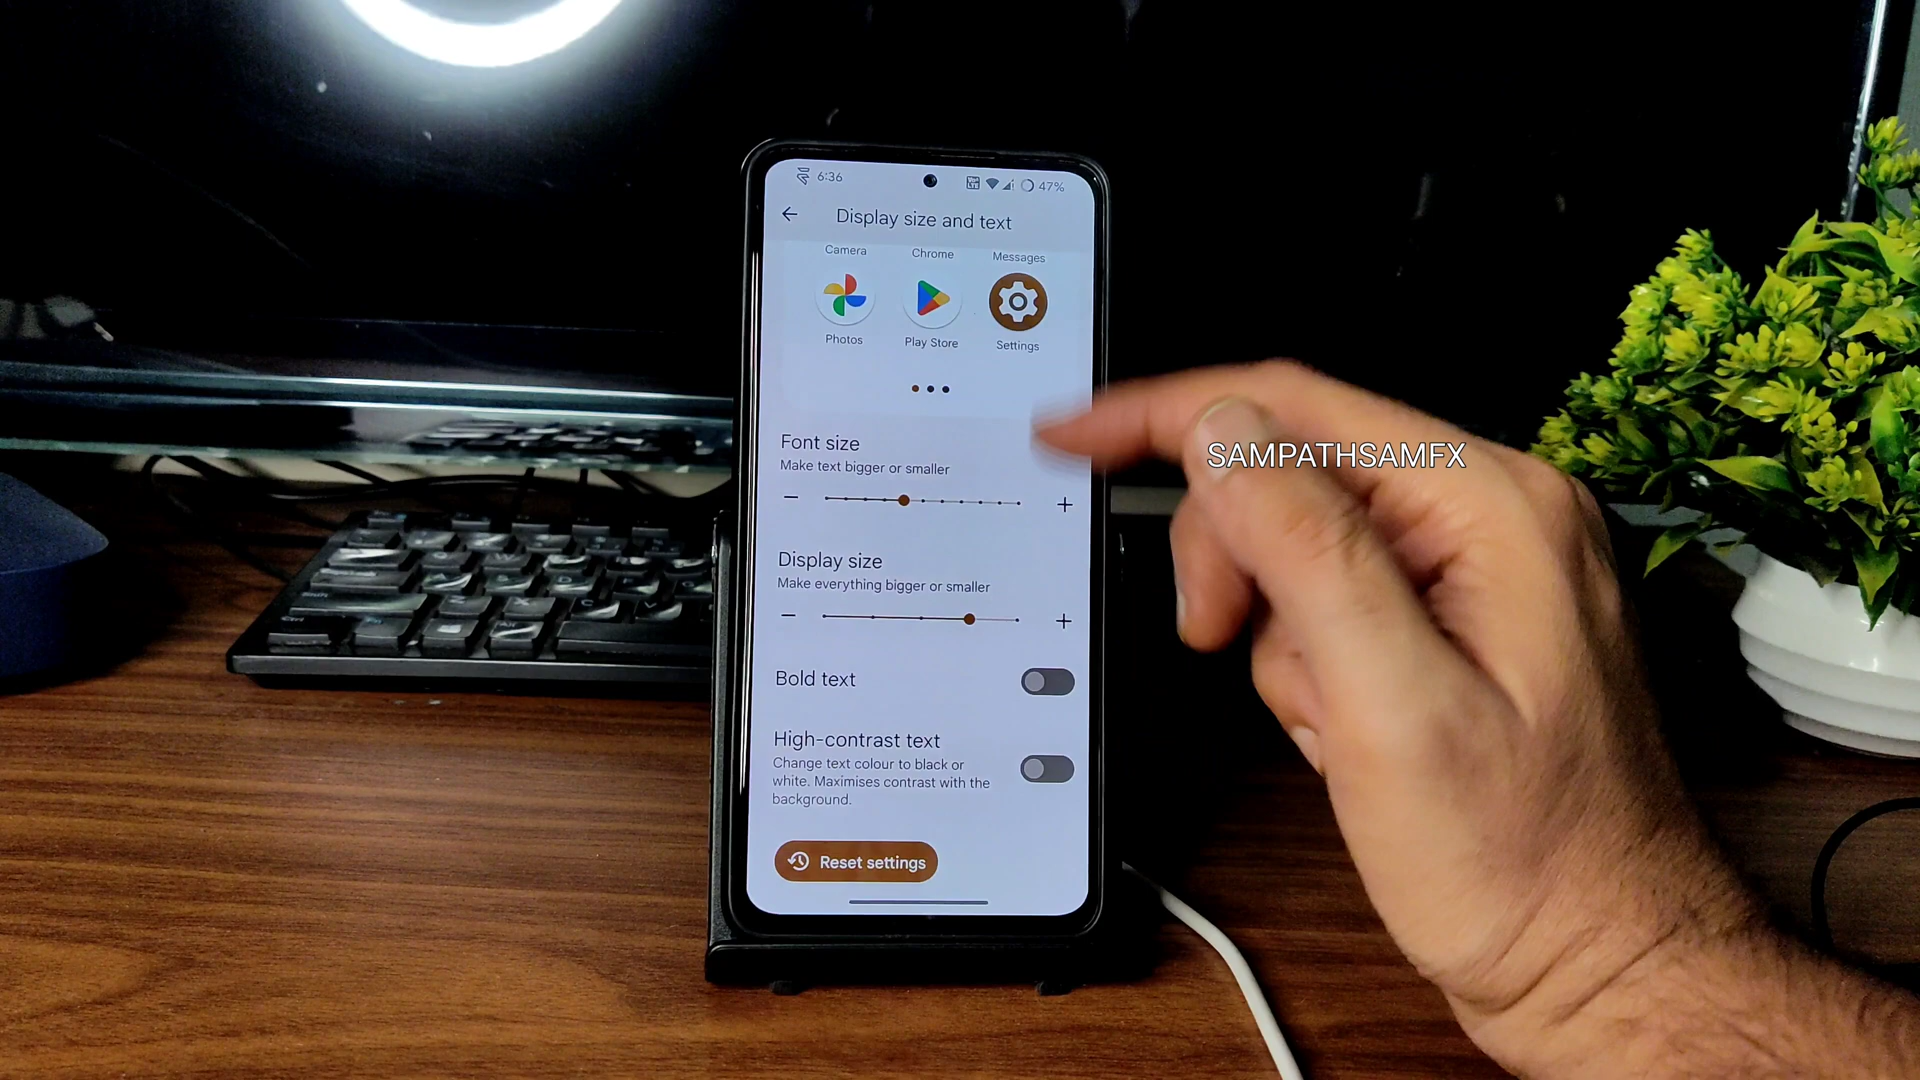 6:36
47%
Display size and text
Camera Chrome Messages
Photos Play Store Settings
Font size
Make text bigger or smaller
Display size
Make everything bigger or smaller
Bold text
High-contrast text
Change text colour to black or
white. Maximises contrast with the
background.
Reset settings
SAMPATHSAMFX